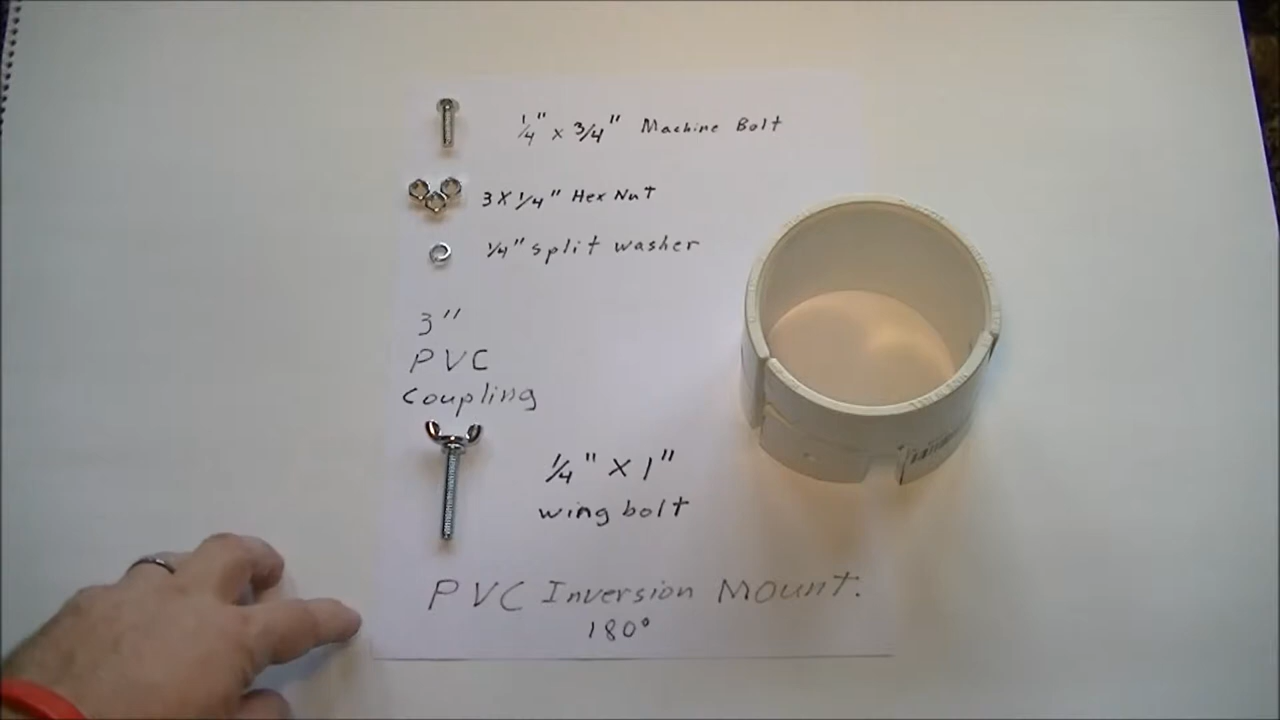 1/4" x 3/4" Machine Bolt
3 X 1/4" Hex Nut
1/4" split washer
3"
PVC
coupling
1/4" X 1"
wing bolt
PVC Inversion Mount.
180°